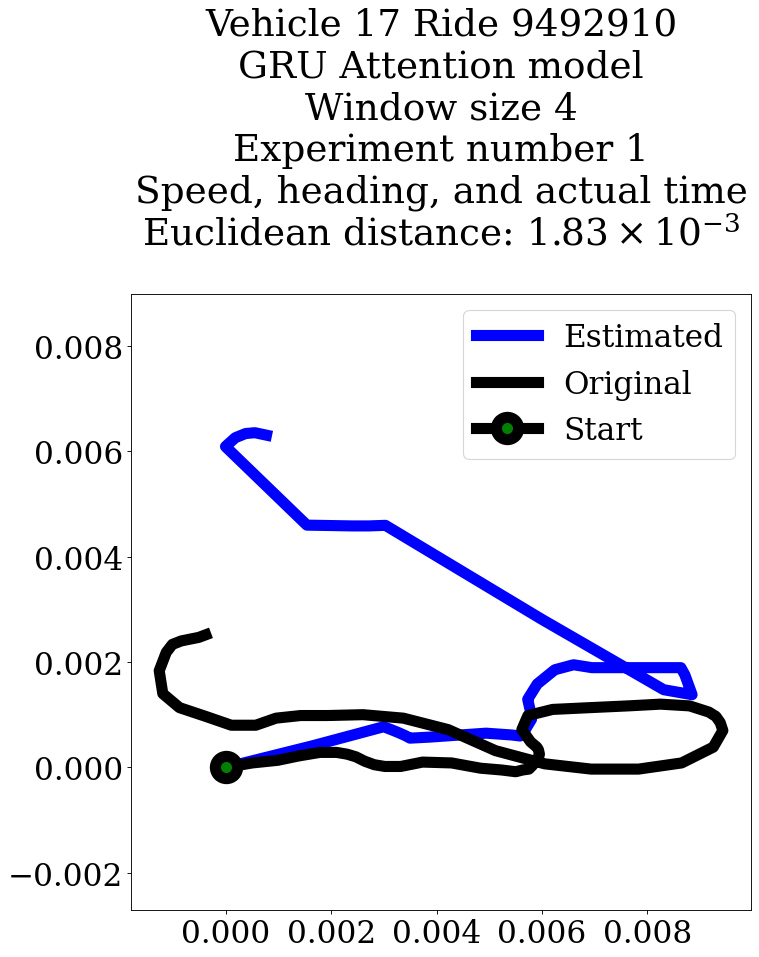 Vehicle 17 Ride 9492910
GRU Attention model
Window size 4
Experiment number 1
Speed, heading, and actual time
Euclidean distance: 1.83 × 10⁻³
Estimated
Original
Start
0.008
0.006
0.004
0.002
0.000
−0.002
0.000 0.002 0.004 0.006 0.008